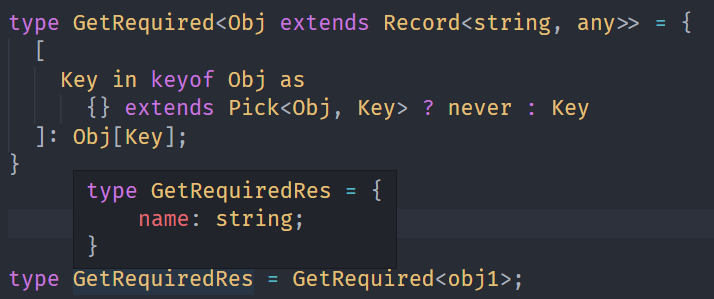 type GetRequired<Obj extends Record<string, any>> = {
  [
    Key in keyof Obj as
      {} extends Pick<Obj, Key> ? never : Key
  ]: Obj[Key];
}
type GetRequiredRes = {
    name: string;
}
type GetRequiredRes = GetRequired<obj1>;